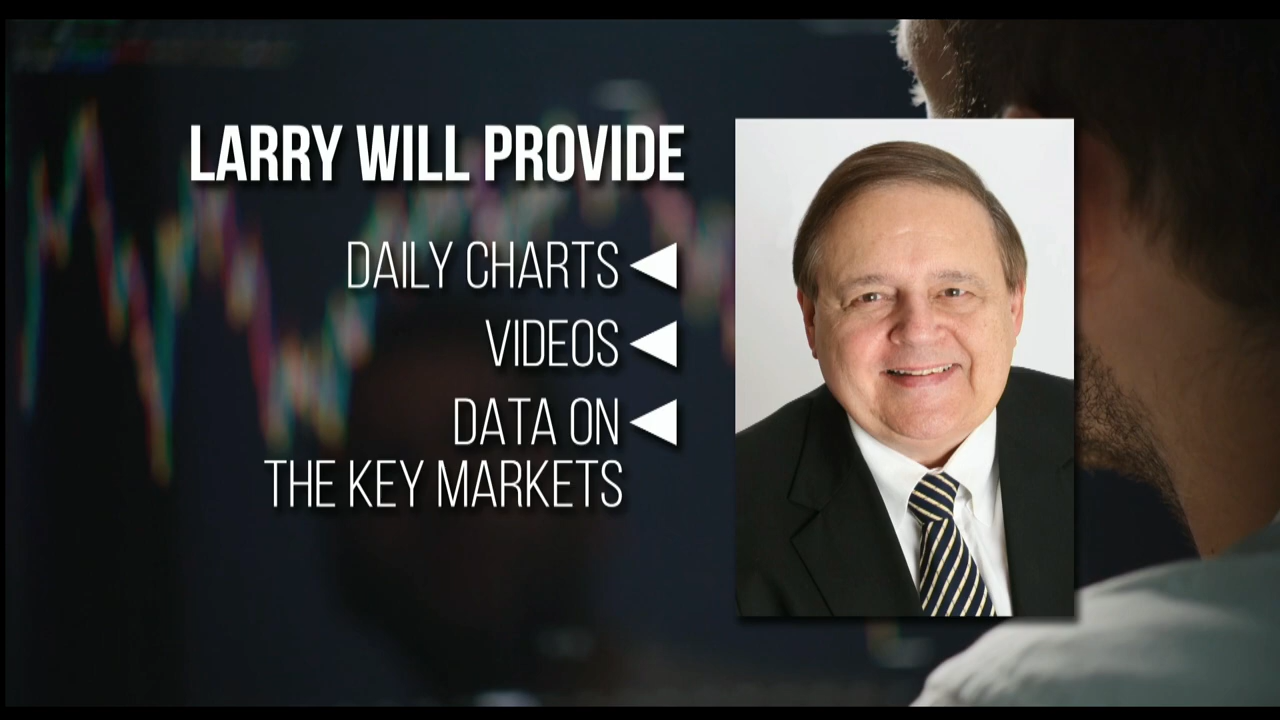 LARRY WILL PROVIDE
DAILY CHARTS
VIDEOS
DATA ON
THE KEY MARKETS